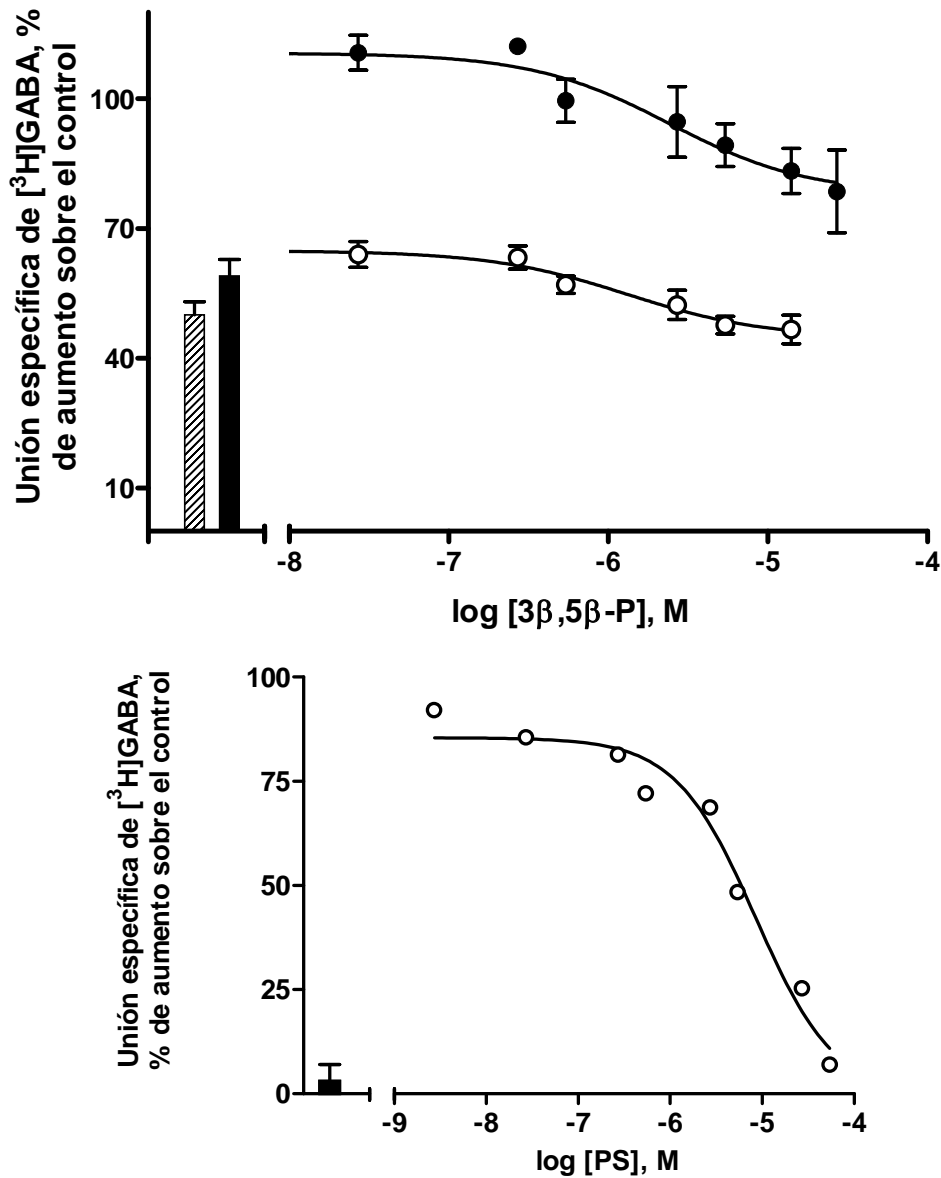 Unión específica de [³H]GABA, %
de aumento sobre el control
100
70
40
10
-8 -7 -6 -5 -4
log [3β,5β-P], M
Unión específica de [³H]GABA,
% de aumento sobre el control
100
75
50
25
0
-9 -8 -7 -6 -5 -4
log [PS], M